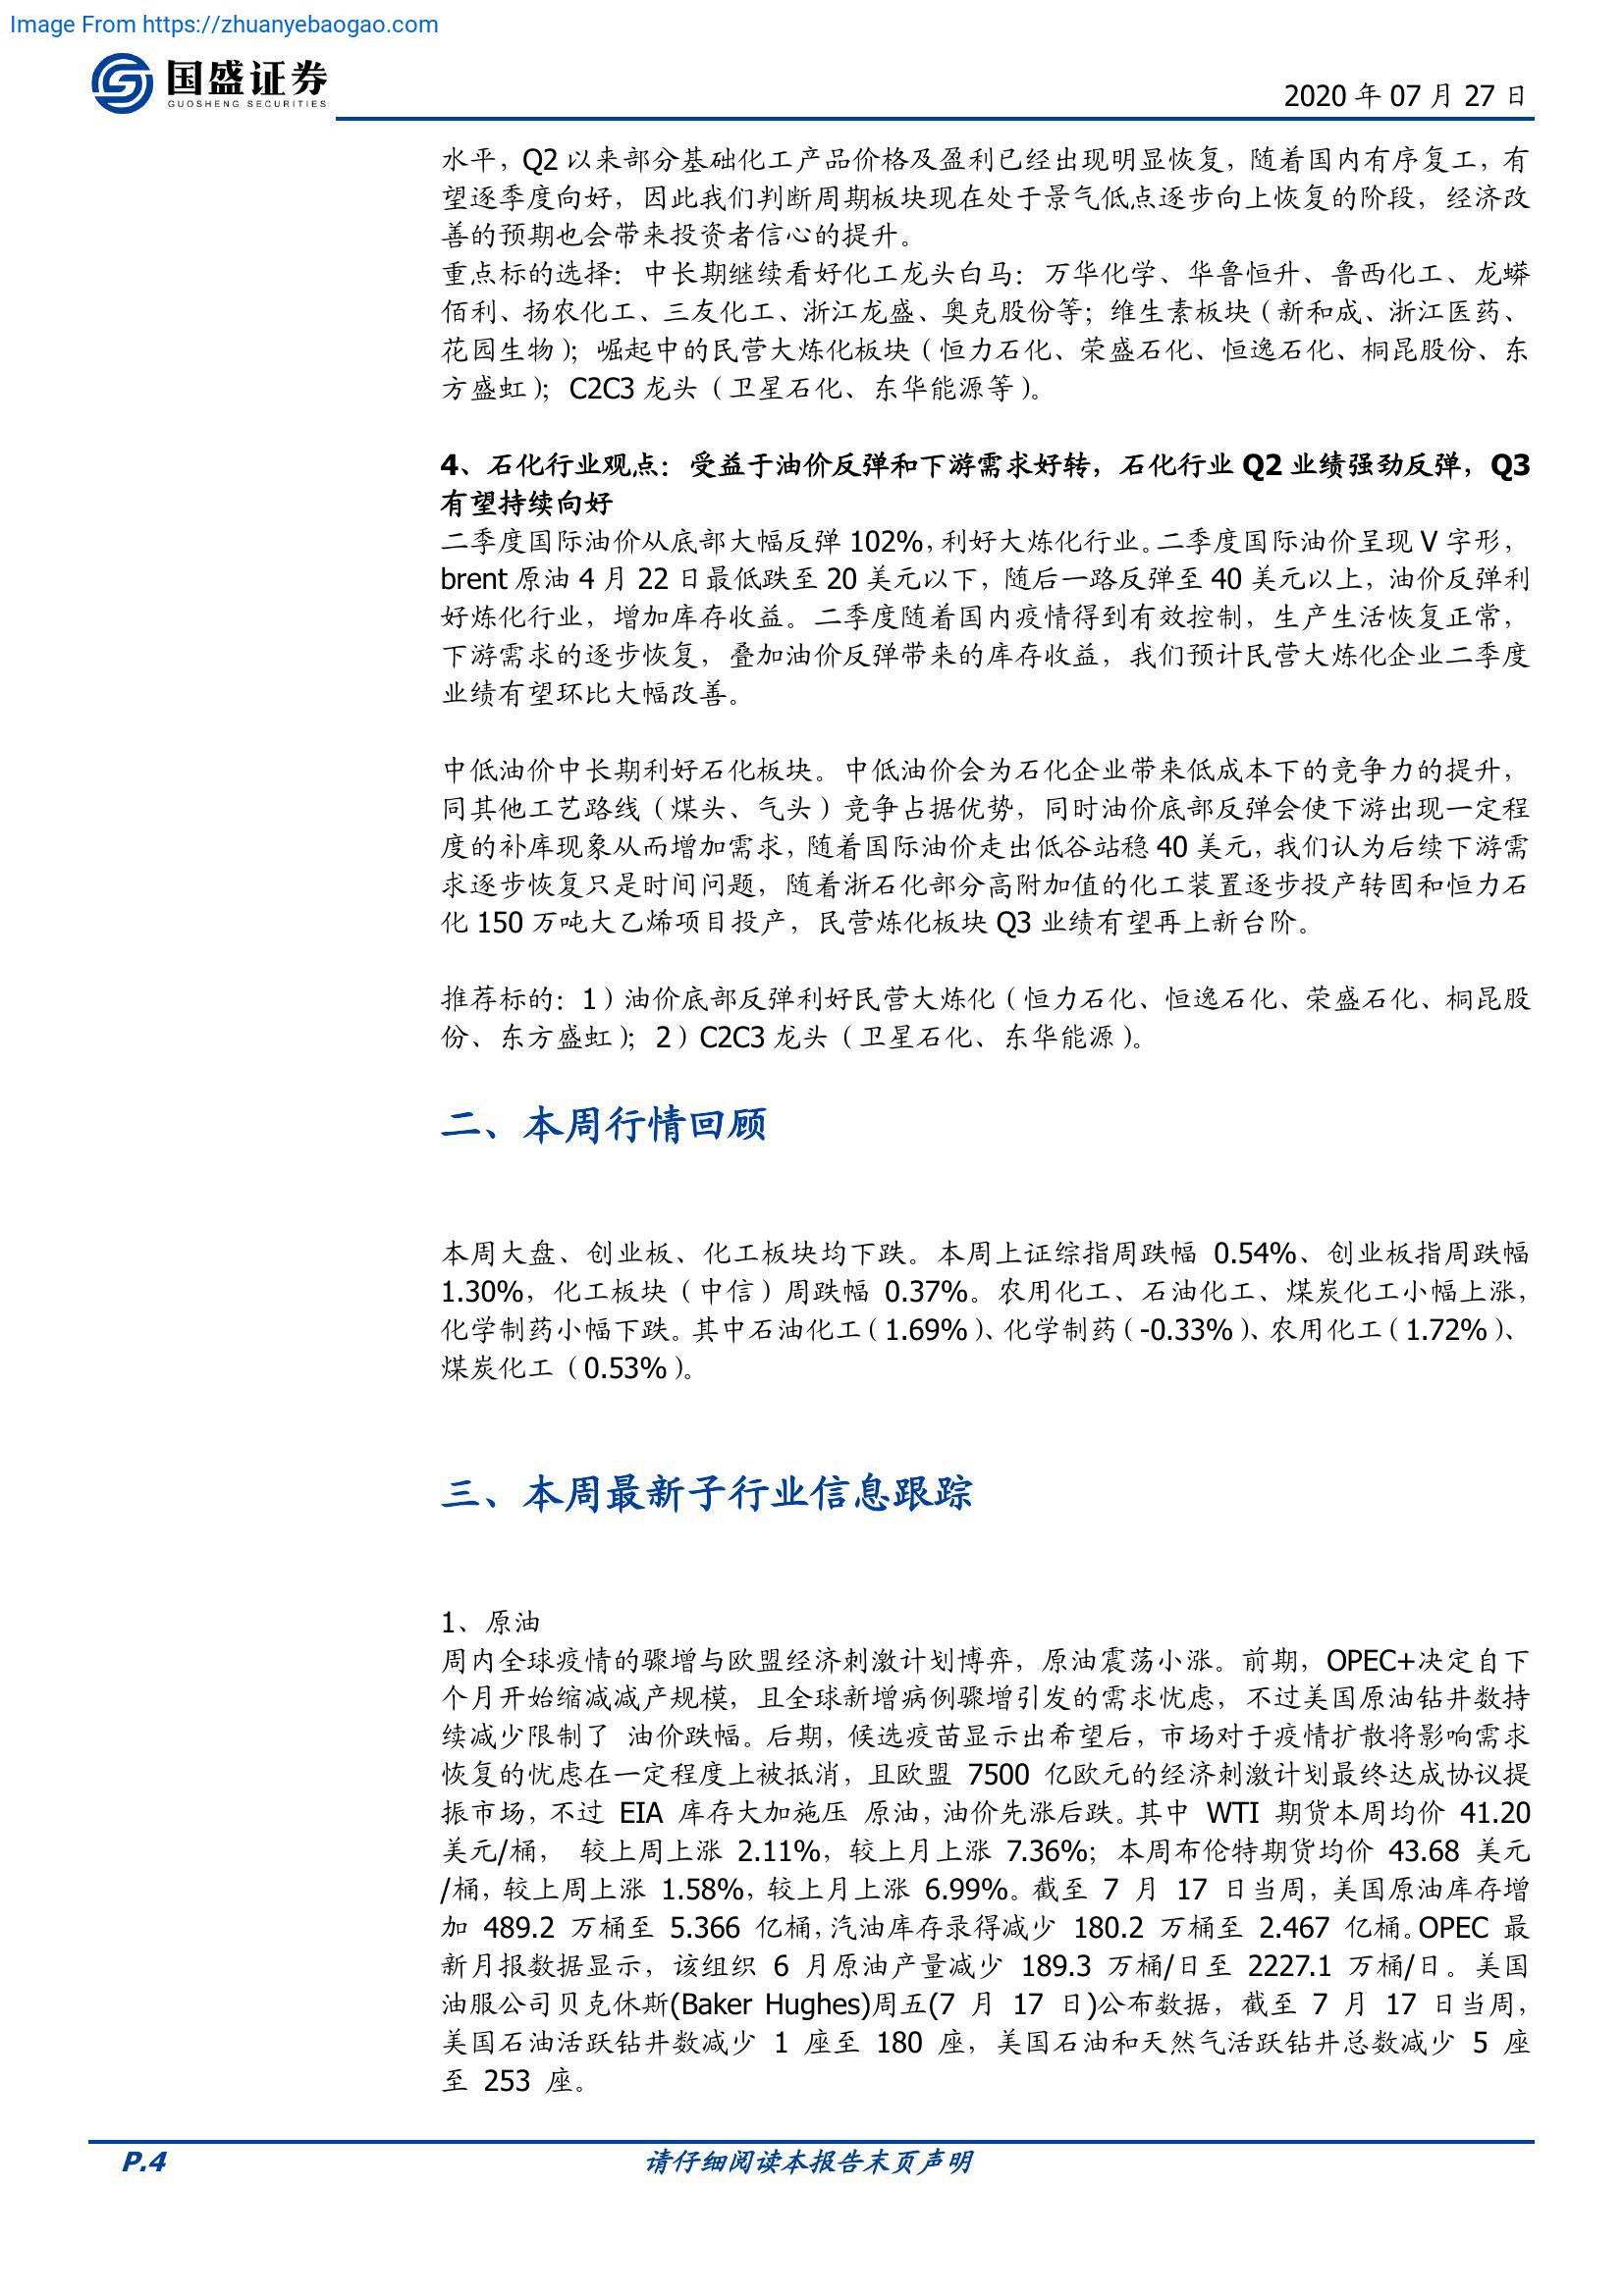 Image From https://zhuanyebaogao.com
国盛证券
GUOSHENG SECURITIES
2020 年 07 月 27 日
水平，Q2 以来部分基础化工产品价格及盈利已经出现明显恢复，随着国内有序复工，有
望逐季度向好，因此我们判断周期板块现在处于景气低点逐步向上恢复的阶段，经济改
善的预期也会带来投资者信心的提升。
重点标的选择：中长期继续看好化工龙头白马：万华化学、华鲁恒升、鲁西化工、龙蟒
佰利、扬农化工、三友化工、浙江龙盛、奥克股份等；维生素板块（新和成、浙江医药、
花园生物）；崛起中的民营大炼化板块（恒力石化、荣盛石化、恒逸石化、桐昆股份、东
方盛虹）；C2C3 龙头（卫星石化、东华能源等）。
4、石化行业观点：受益于油价反弹和下游需求好转，石化行业 Q2 业绩强劲反弹，Q3
有望持续向好
二季度国际油价从底部大幅反弹 102%，利好大炼化行业。二季度国际油价呈现 V 字形，
brent 原油 4 月 22 日最低跌至 20 美元以下，随后一路反弹至 40 美元以上，油价反弹利
好炼化行业，增加库存收益。二季度随着国内疫情得到有效控制，生产生活恢复正常，
下游需求的逐步恢复，叠加油价反弹带来的库存收益，我们预计民营大炼化企业二季度
业绩有望环比大幅改善。
中低油价中长期利好石化板块。中低油价会为石化企业带来低成本下的竞争力的提升，
同其他工艺路线（煤头、气头）竞争占据优势，同时油价底部反弹会使下游出现一定程
度的补库现象从而增加需求，随着国际油价走出低谷站稳 40 美元，我们认为后续下游需
求逐步恢复只是时间问题，随着浙石化部分高附加值的化工装置逐步投产转固和恒力石
化 150 万吨大乙烯项目投产，民营炼化板块 Q3 业绩有望再上新台阶。
推荐标的：1）油价底部反弹利好民营大炼化（恒力石化、恒逸石化、荣盛石化、桐昆股
份、东方盛虹）；2）C2C3 龙头（卫星石化、东华能源）。
二、本周行情回顾
本周大盘、创业板、化工板块均下跌。本周上证综指周跌幅 0.54%、创业板指周跌幅
1.30%，化工板块（中信）周跌幅 0.37%。农用化工、石油化工、煤炭化工小幅上涨，
化学制药小幅下跌。其中石油化工（1.69%）、化学制药（-0.33%）、农用化工（1.72%）、
煤炭化工（0.53%）。
三、本周最新子行业信息跟踪
1、原油
周内全球疫情的骤增与欧盟经济刺激计划博弈，原油震荡小涨。前期，OPEC+决定自下
个月开始缩减减产规模，且全球新增病例骤增引发的需求忧虑，不过美国原油钻井数持
续减少限制了 油价跌幅。后期，候选疫苗显示出希望后，市场对于疫情扩散将影响需求
恢复的忧虑在一定程度上被抵消，且欧盟 7500 亿欧元的经济刺激计划最终达成协议提
振市场，不过 EIA 库存大加施压 原油，油价先涨后跌。其中 WTI 期货本周均价 41.20
美元/桶， 较上周上涨 2.11%，较上月上涨 7.36%；本周布伦特期货均价 43.68 美元
/桶，较上周上涨 1.58%，较上月上涨 6.99%。截至 7 月 17 日当周，美国原油库存增
加 489.2 万桶至 5.366 亿桶，汽油库存录得减少 180.2 万桶至 2.467 亿桶。OPEC 最
新月报数据显示，该组织 6 月原油产量减少 189.3 万桶/日至 2227.1 万桶/日。美国
油服公司贝克休斯(Baker Hughes)周五(7 月 17 日)公布数据，截至 7 月 17 日当周，
美国石油活跃钻井数减少 1 座至 180 座，美国石油和天然气活跃钻井总数减少 5 座
至 253 座。
P.4
请仔细阅读本报告末页声明